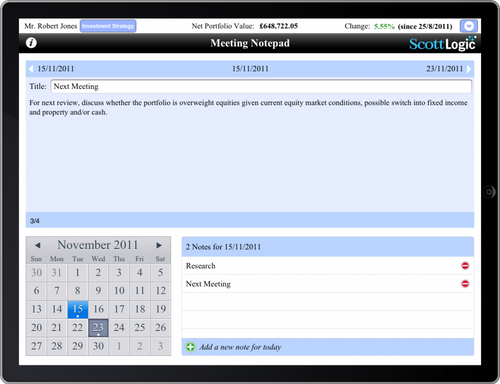 Mr. Robert Jones Investment Strategy Net Portfolio Value: £648,722.05 Change: 5.55% (since 25/8/2011)
i Meeting Notepad ScottLogic
15/11/2011 15/11/2011 23/11/2011
Title: Next Meeting
For next review, discuss whether the portfolio is overweight equities given current equity market conditions, possible switch into fixed income
and property and/or cash.
3/4
November 2011
Sun Mon Tue Wed Thu Fri Sat
30 31 1 2 3 4 5
6 7 8 9 10 11 12
13 14 15 16 17 18 19
20 21 22 23 24 25 26
27 28 29 30 1 2 3
2 Notes for 15/11/2011
Research
Next Meeting
Add a new note for today